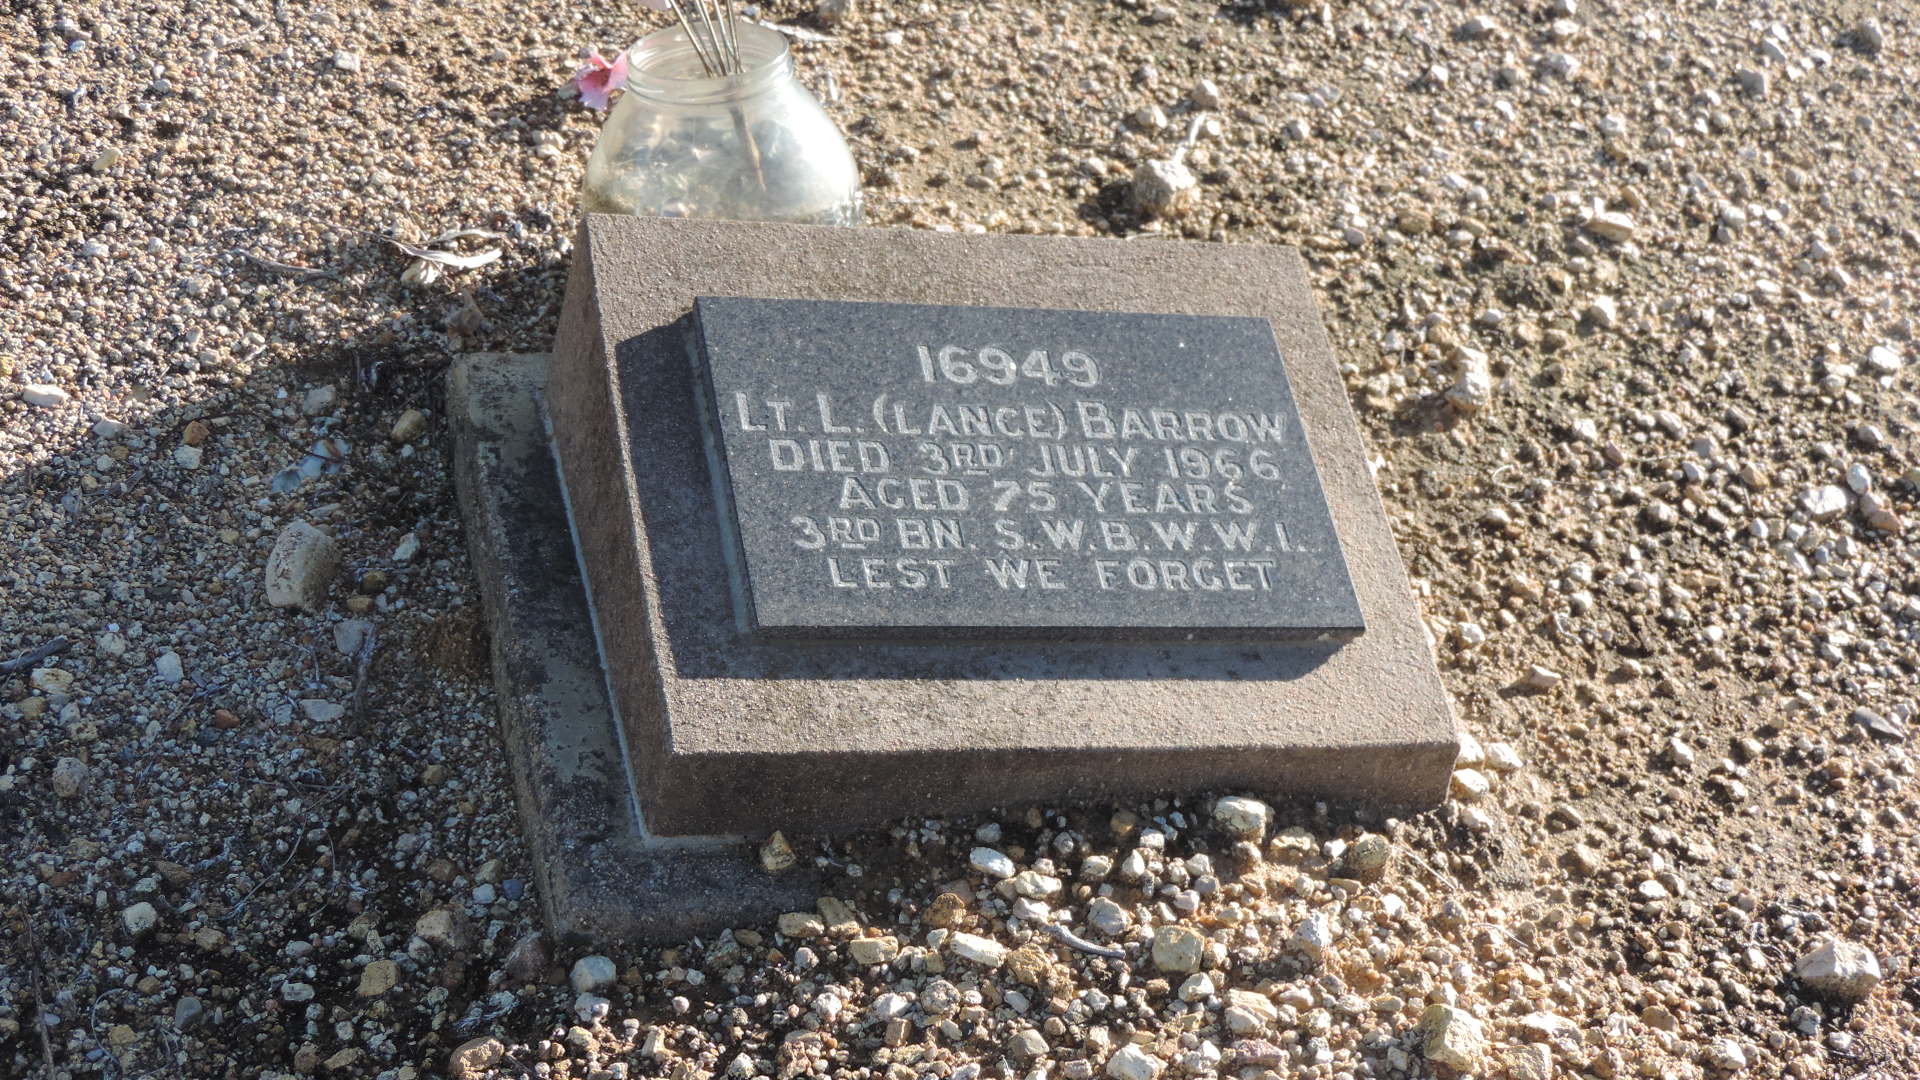 16949
LT. L. (LANCE) BARROW
DIED 3RD JULY 1966
AGED 75 YEARS
3RD BN. S.W.B. W.W.I.
LEST WE FORGET